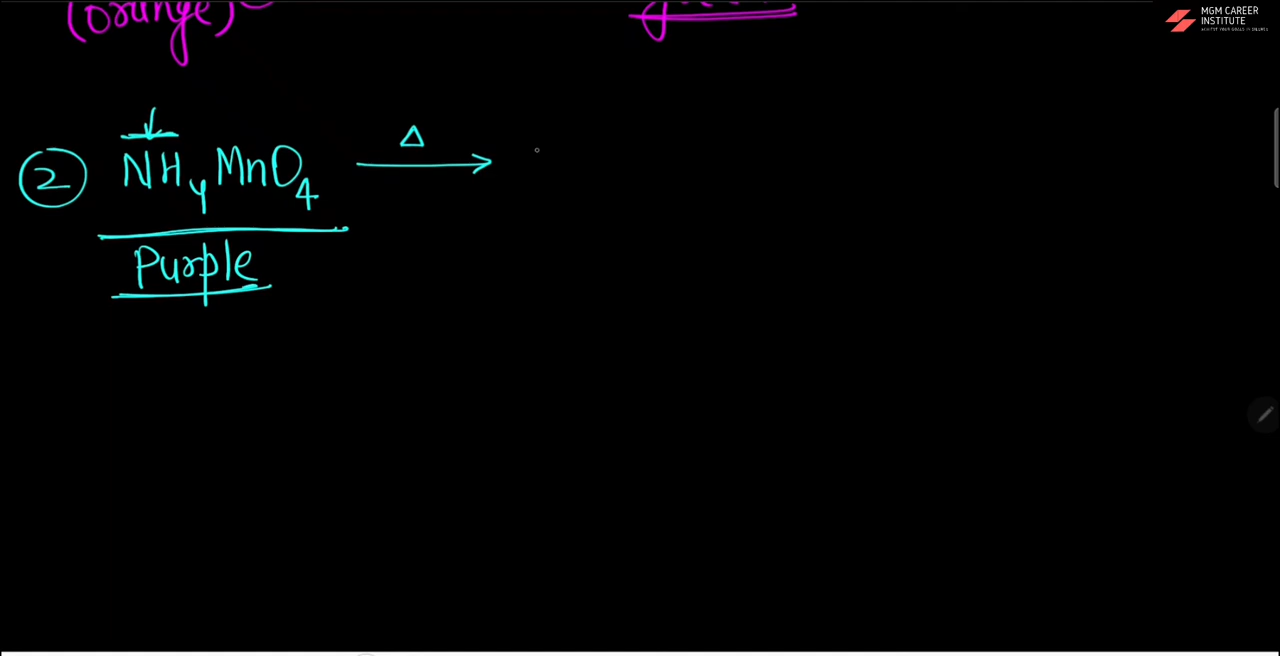 MGM CAREER
INSTITUTE
(orange)
Δ
② NH4MnO4 ⟶
Purple